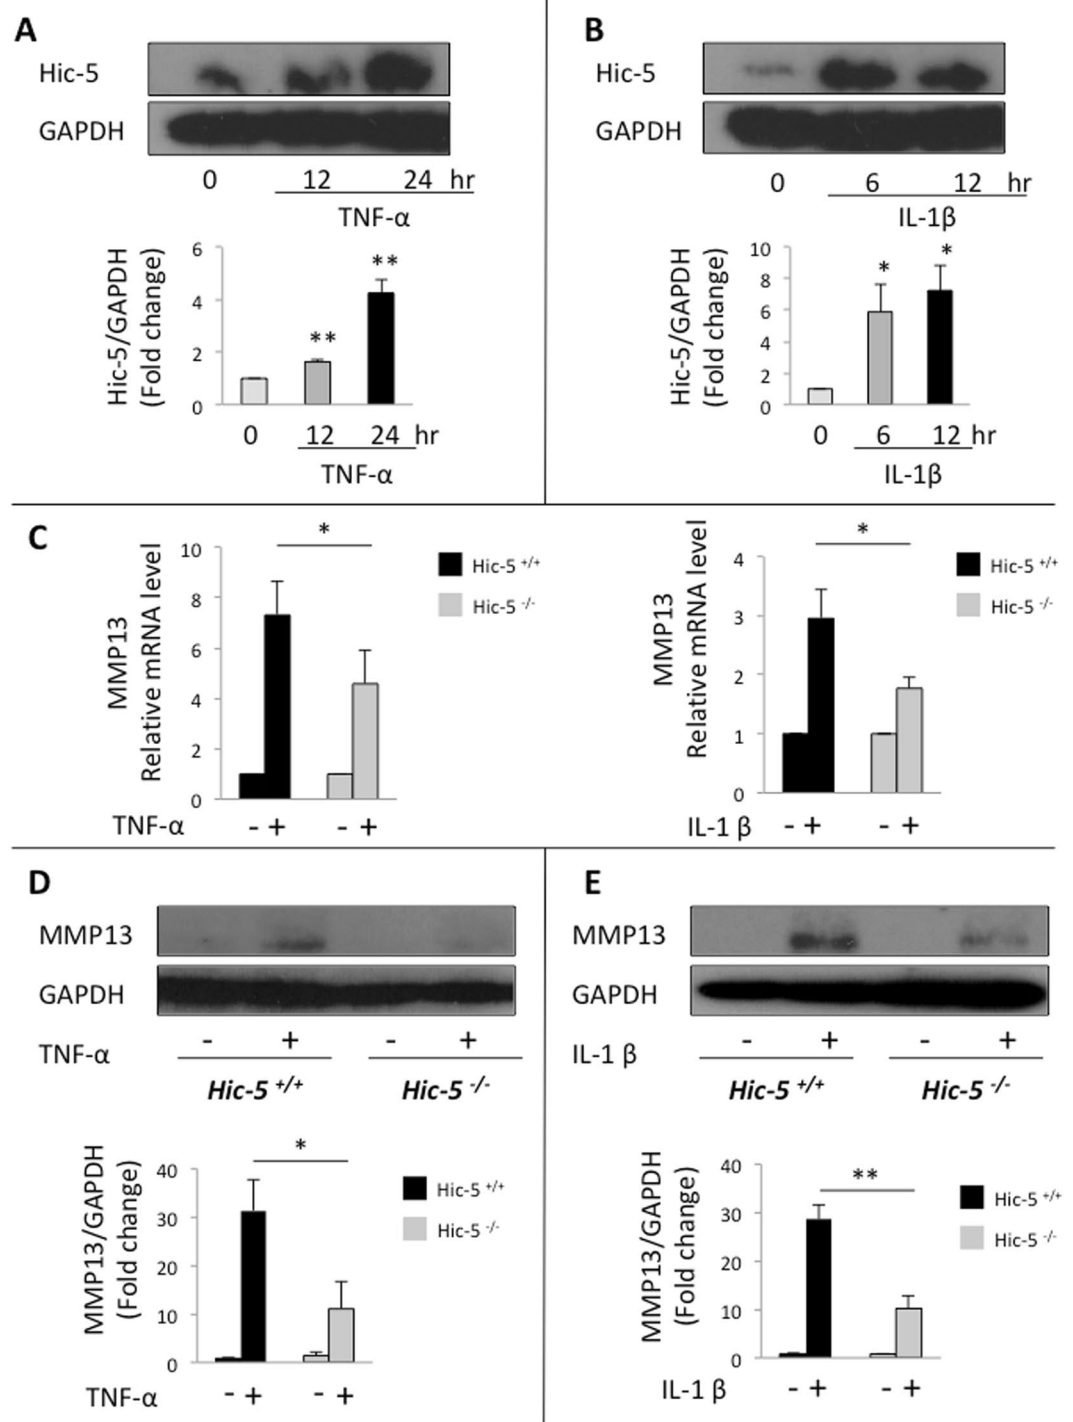 A
Hic-5
GAPDH
0 12 24 hr
TNF-α
Hic-5/GAPDH
(Fold change)
6
4
2
0
** **
0 12 24 hr
TNF-α
B
Hic-5
GAPDH
0 6 12 hr
IL-1β
Hic-5/GAPDH
(Fold change)
10
8
6
4
2
0
* *
0 6 12 hr
IL-1β
C
MMP13
Relative mRNA level
10
8
6
4
2
0
*
Hic-5 +/+
Hic-5 -/-
TNF-α - + - +
MMP13
Relative mRNA level
4
3
2
1
0
*
Hic-5 +/+
Hic-5 -/-
IL-1 β - + - +
D
MMP13
GAPDH
TNF-α - + - +
Hic-5 +/+ Hic-5 -/-
MMP13/GAPDH
(Fold change)
40
30
20
10
0
*
Hic-5 +/+
Hic-5 -/-
TNF-α - + - +
E
MMP13
GAPDH
IL-1 β - + - +
Hic-5 +/+ Hic-5 -/-
MMP13/GAPDH
(Fold change)
40
30
20
10
0
**
Hic-5 +/+
Hic-5 -/-
IL-1 β - + - +